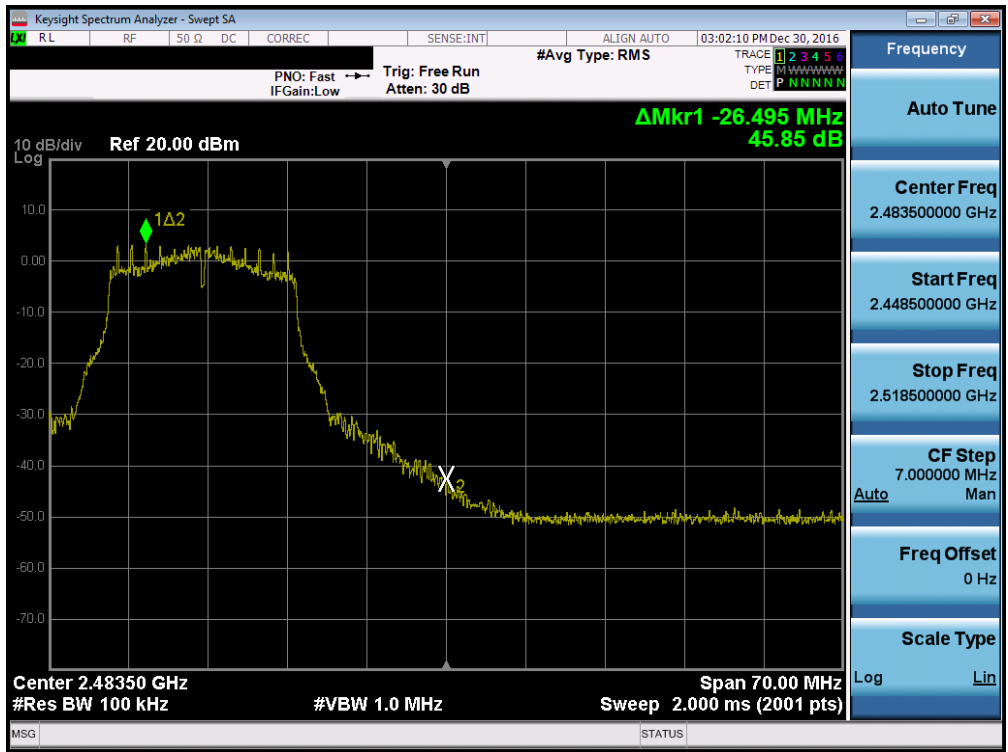 Keysight Spectrum Analyzer - Swept SA
LXI RL RF 50 Ω DC CORREC SENSE:INT ALIGN AUTO 03:02:10 PM Dec 30, 2016
#Avg Type: RMS TRACE 1 2 3 4 5 6
PNO: Fast Trig: Free Run TYPE M WWWWW
IFGain:Low Atten: 30 dB DET P N N N N N
ΔMkr1 -26.495 MHz
45.85 dB
10 dB/div Ref 20.00 dBm
Log
10.0
1Δ2
0.00
-10.0
-20.0
-30.0
-40.0
X2
-50.0
-60.0
-70.0
Center 2.48350 GHz Span 70.00 MHz
#Res BW 100 kHz #VBW 1.0 MHz Sweep 2.000 ms (2001 pts)
MSG STATUS
Frequency
Auto Tune
Center Freq
2.483500000 GHz
Start Freq
2.448500000 GHz
Stop Freq
2.518500000 GHz
CF Step
7.000000 MHz
Auto Man
Freq Offset
0 Hz
Scale Type
Log Lin